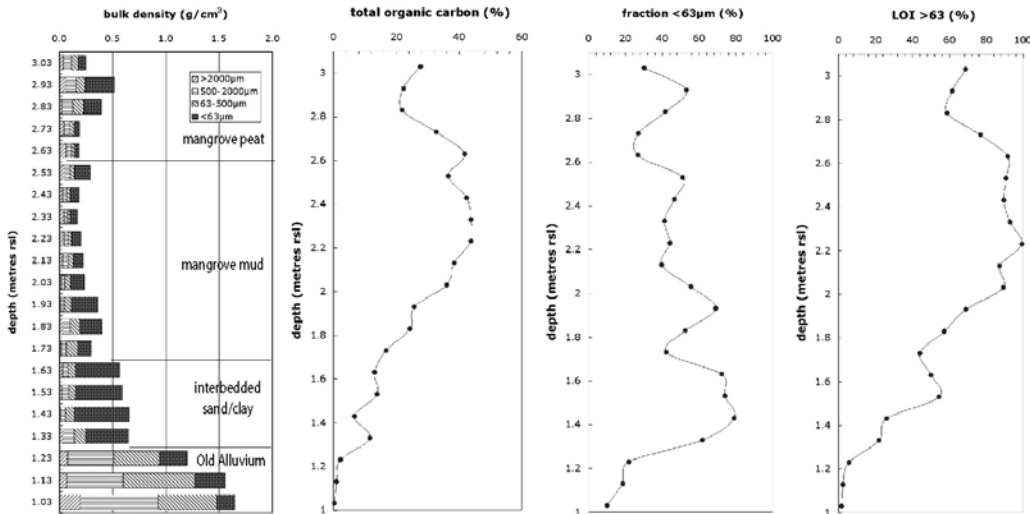 bulk density (g/cm³)
0.0 0.5 1.0 1.5 2.0
depth (metres rsl)
3.03
2.93
2.83
2.73
2.63
2.53
2.43
2.33
2.23
2.13
2.03
1.93
1.83
1.73
1.63
1.53
1.43
1.33
1.23
1.13
1.03
>2000µm
500-2000µm
63-500µm
<63µm
mangrove peat
mangrove mud
interbedded
sand/clay
Old Alluvium
total organic carbon (%)
0 20 40 60
depth (metres rsl)
3
2.8
2.6
2.4
2.2
2
1.8
1.6
1.4
1.2
1
fraction <63µm (%)
0 20 40 60 80 100
depth (metres rsl)
3
2.8
2.6
2.4
2.2
2
1.8
1.6
1.4
1.2
1
LOI >63 (%)
0 20 40 60 80 100
depth (metres rsl)
3
2.8
2.6
2.4
2.2
2
1.8
1.6
1.4
1.2
1